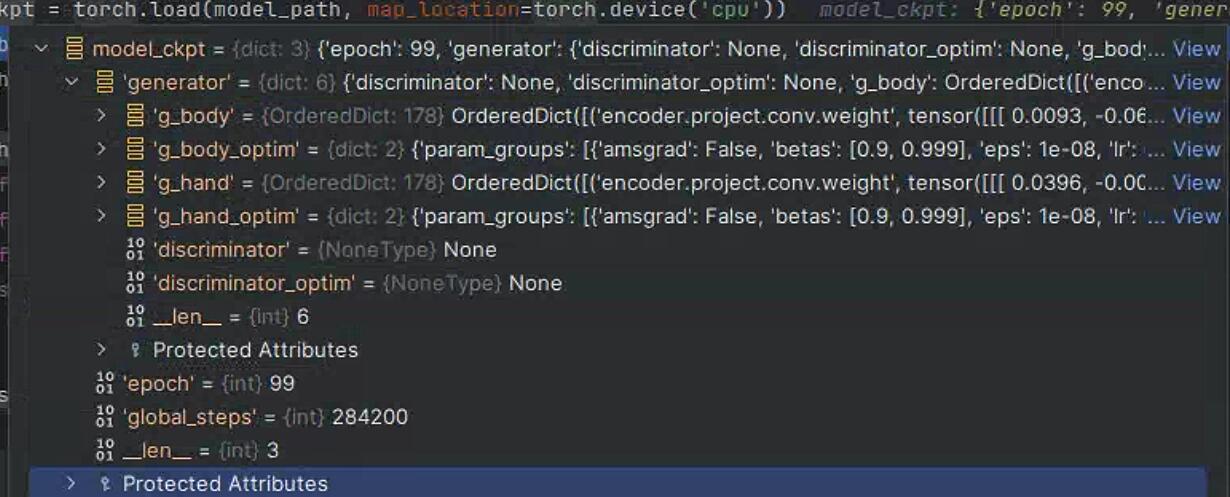 kpt = torch.load(model_path, map_location=torch.device('cpu')) model_ckpt: {'epoch': 99, 'gener
model_ckpt = {dict: 3} {'epoch': 99, 'generator': {'discriminator': None, 'discriminator_optim': None, 'g_body... View
'generator' = {dict: 6} {'discriminator': None, 'discriminator_optim': None, 'g_body': OrderedDict([('enco... View
'g_body' = {OrderedDict: 178} OrderedDict([('encoder.project.conv.weight', tensor([[[ 0.0093, -0.06... View
'g_body_optim' = {dict: 2} {'param_groups': [{'amsgrad': False, 'betas': [0.9, 0.999], 'eps': 1e-08, 'lr': ... View
'g_hand' = {OrderedDict: 178} OrderedDict([('encoder.project.conv.weight', tensor([[[ 0.0396, -0.00... View
'g_hand_optim' = {dict: 2} {'param_groups': [{'amsgrad': False, 'betas': [0.9, 0.999], 'eps': 1e-08, 'lr': ... View
'discriminator' = {NoneType} None
'discriminator_optim' = {NoneType} None
__len__ = {int} 6
Protected Attributes
'epoch' = {int} 99
'global_steps' = {int} 284200
__len__ = {int} 3
Protected Attributes